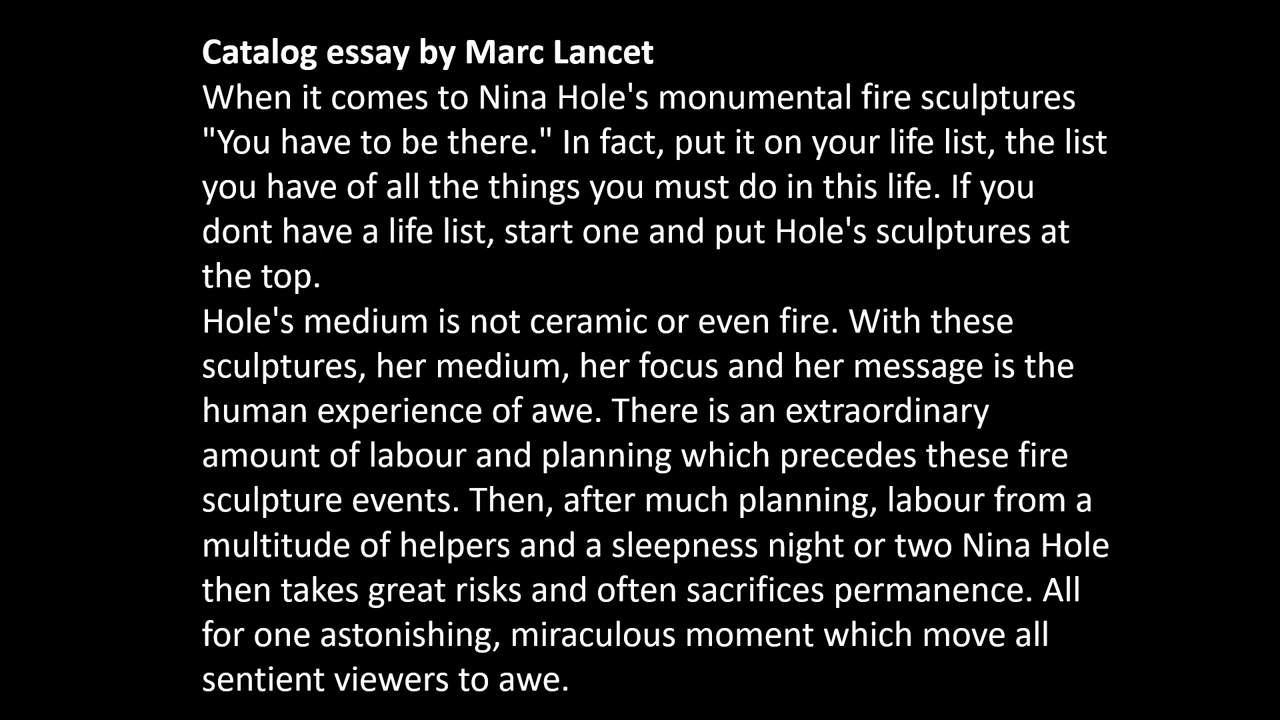 Catalog essay by Marc Lancet
When it comes to Nina Hole's monumental fire sculptures
"You have to be there." In fact, put it on your life list, the list
you have of all the things you must do in this life. If you
dont have a life list, start one and put Hole's sculptures at
the top.
Hole's medium is not ceramic or even fire. With these
sculptures, her medium, her focus and her message is the
human experience of awe. There is an extraordinary
amount of labour and planning which precedes these fire
sculpture events. Then, after much planning, labour from a
multitude of helpers and a sleepness night or two Nina Hole
then takes great risks and often sacrifices permanence. All
for one astonishing, miraculous moment which move all
sentient viewers to awe.